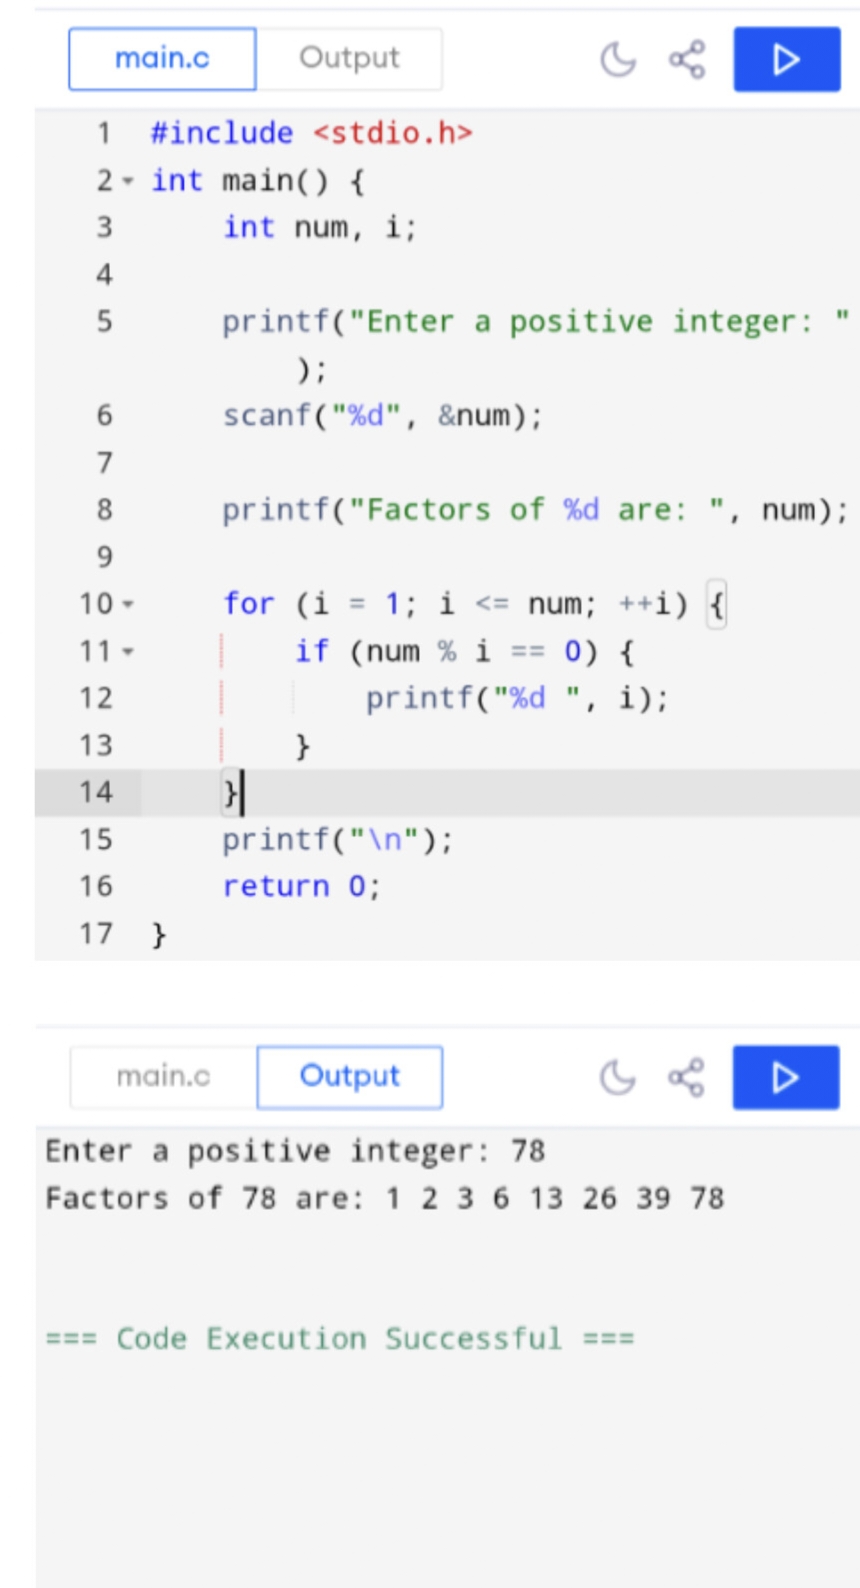 main.c Output
1 #include <stdio.h>
2 int main() {
3     int num, i;
4
5     printf("Enter a positive integer: "
        );
6     scanf("%d", &num);
7
8     printf("Factors of %d are: ", num);
9
10     for (i = 1; i <= num; ++i) {
11         if (num % i == 0) {
12             printf("%d ", i);
13         }
14     }
15     printf("\n");
16     return 0;
17 }
main.c Output
Enter a positive integer: 78
Factors of 78 are: 1 2 3 6 13 26 39 78
=== Code Execution Successful ===